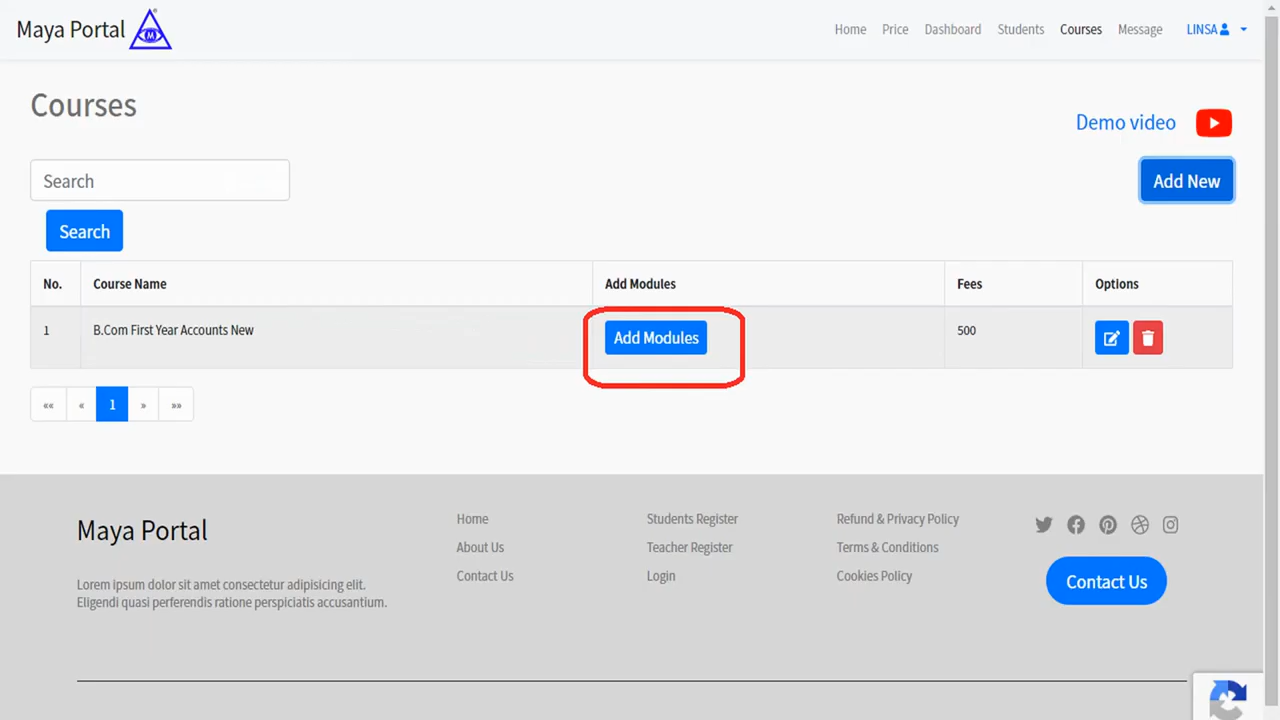 Maya Portal
M
Home Price Dashboard Students Courses Message LINSA
Courses
Demo video
Search
Add New
Search
No. Course Name Add Modules Fees Options
1 B.Com First Year Accounts New Add Modules 500
«« « 1 » »»
Maya Portal
Lorem ipsum dolor sit amet consectetur adipisicing elit.
Eligendi quasi perferendis ratione perspiciatis accusantium.
Home
About Us
Contact Us
Students Register
Teacher Register
Login
Refund & Privacy Policy
Terms & Conditions
Cookies Policy
Contact Us